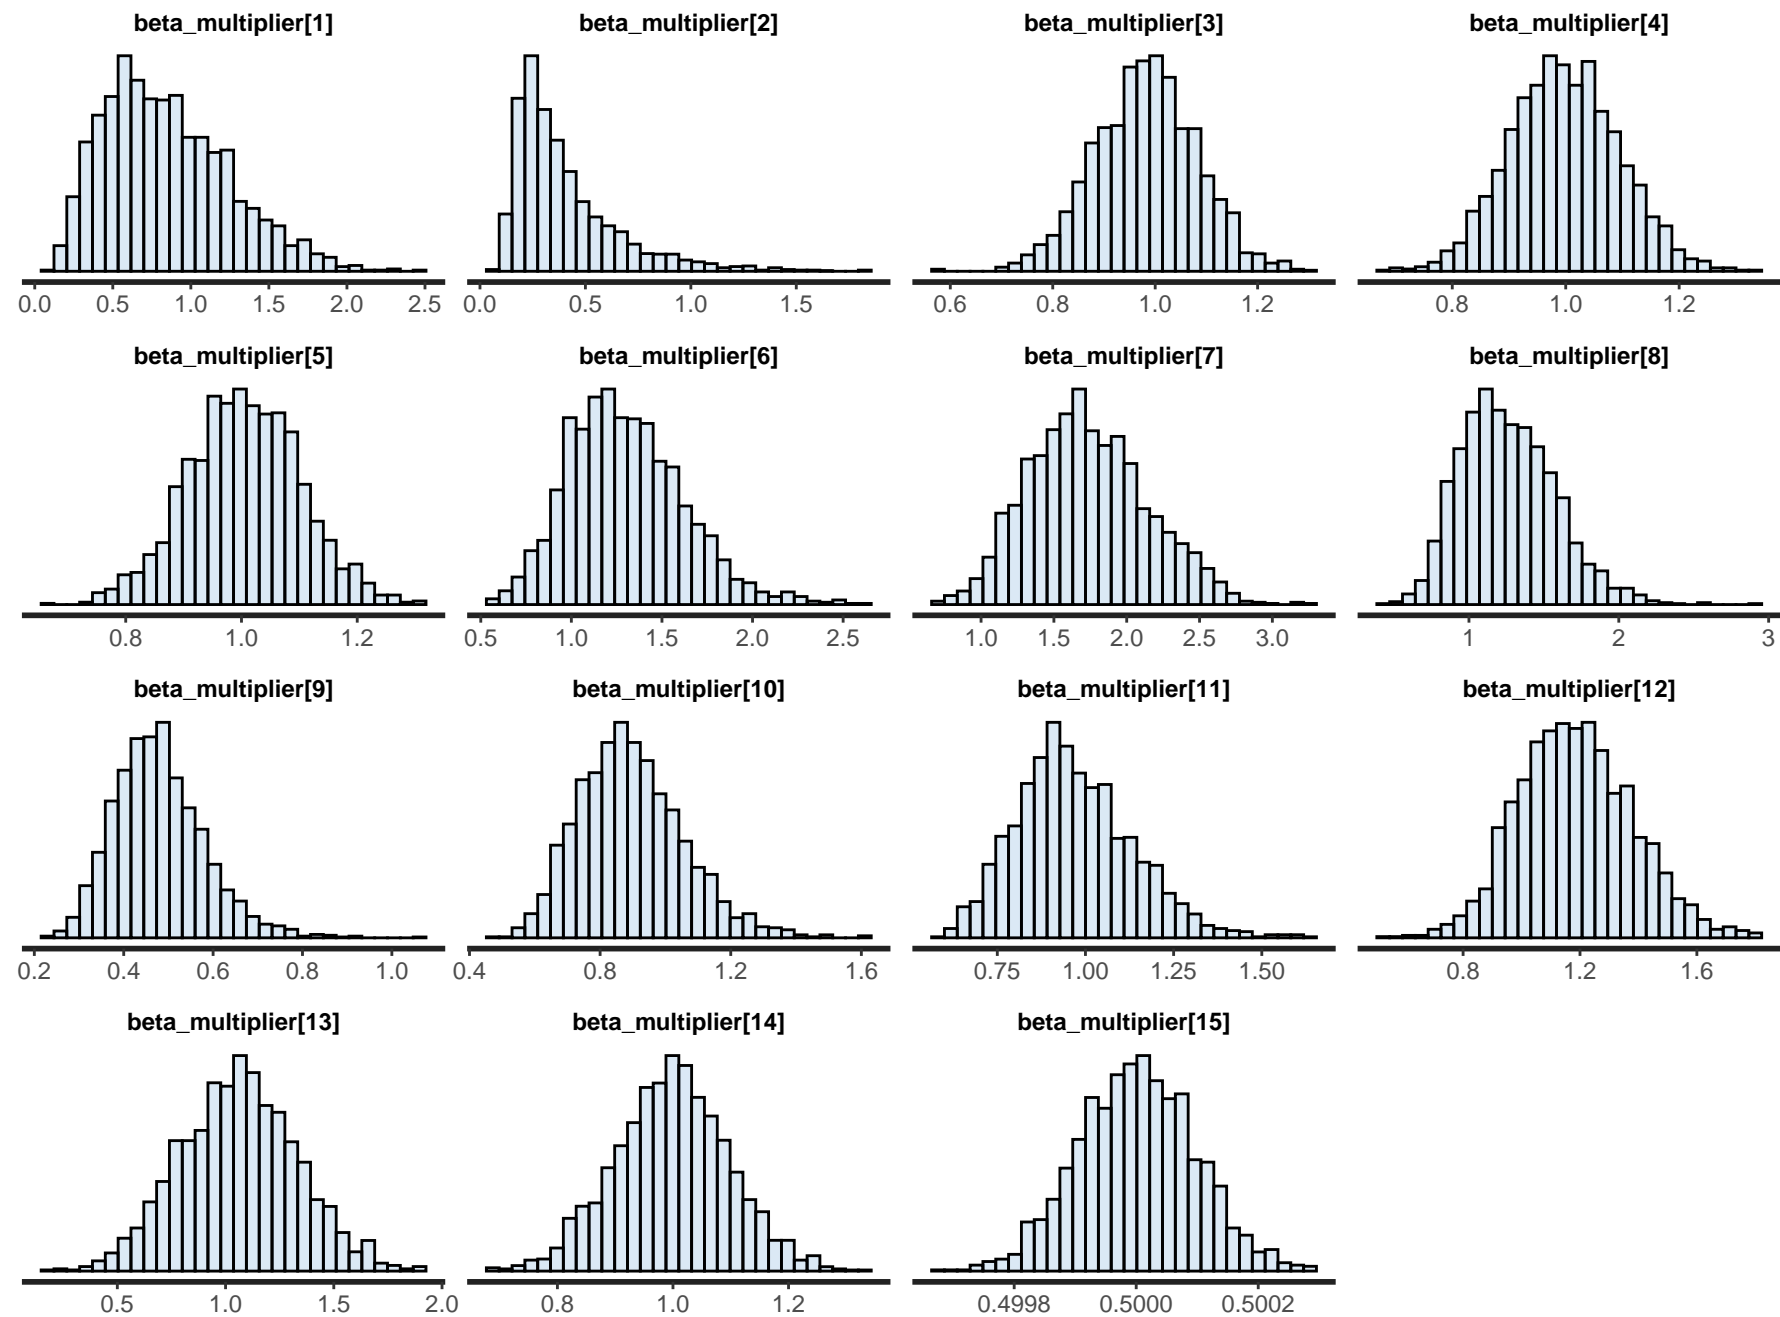 beta_multiplier[1] beta_multiplier[2] beta_multiplier[3] beta_multiplier[4]
0.0 0.5 1.0 1.5 2.0 2.5 0.0 0.5 1.0 1.5 0.6 0.8 1.0 1.2 0.8 1.0 1.2
beta_multiplier[5] beta_multiplier[6] beta_multiplier[7] beta_multiplier[8]
0.8 1.0 1.2 0.5 1.0 1.5 2.0 2.5 1.0 1.5 2.0 2.5 3.0 1 2 3
beta_multiplier[9] beta_multiplier[10] beta_multiplier[11] beta_multiplier[12]
0.2 0.4 0.6 0.8 1.0 0.4 0.8 1.2 1.6 0.75 1.00 1.25 1.50 0.8 1.2 1.6
beta_multiplier[13] beta_multiplier[14] beta_multiplier[15]
0.5 1.0 1.5 2.0 0.8 1.0 1.2 0.4998 0.5000 0.5002